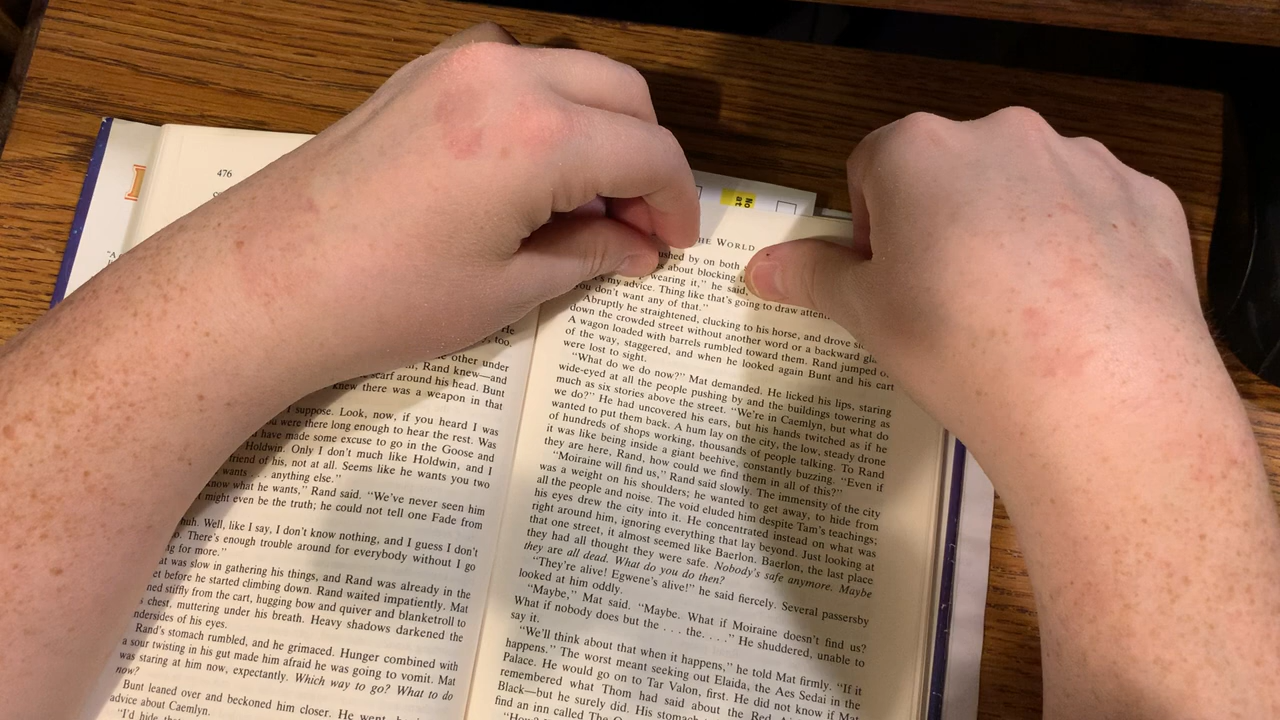 I
476
No
at
HE WORLD
"A
He
, too.
e other under
, Rand knew—and
scarf around his head. Bunt
knew there was a weapon in that
I suppose. Look, now, if you heard I was
were there long enough to hear the rest. Was
have made some excuse to go in the Goose and
Holdwin. Only I don't much like Holdwin, and I
friend of his, not at all. Seems like he wants you two
wants . . . anything else."
know what he wants," Rand said. "We've never seen him
might even be the truth; he could not tell one Fade from
huh. Well, like I say, I don't know nothing, and I guess I don't
. There's enough trouble around for everybody without I go
g for more."
at was slow in gathering his things, and Rand was already in the
et before he started climbing down. Rand waited impatiently. Mat
ned stiffly from the cart, hugging bow and quiver and blanketroll to
chest, muttering under his breath. Heavy shadows darkened the
ndersides of his eyes.
Rand's stomach rumbled, and he grimaced. Hunger combined with
a sour twisting in his gut made him afraid he was going to vomit. Mat
was staring at him now, expectantly. Which way to go? What to do
now?
Bunt leaned over and beckoned him closer. He went,
advice about Caemlyn.
"I'd hide
ushed by on both
s about blocking
wearing it," he said,
's my advice. Thing like that's going to draw atten
you don't want any of that."
Abruptly he straightened, clucking to his horse, and drove
down the crowded street without another word or a backward
A wagon loaded with barrels rumbled toward them. Rand jumped
of the way, staggered, and when he looked again Bunt and his cart
were lost to sight.
"What do we do now?" Mat demanded. He licked his lips, staring
wide-eyed at all the people pushing by and the buildings towering as
much as six stories above the street. "We're in Caemlyn, but what do
we do?" He had uncovered his ears, but his hands twitched as if he
wanted to put them back. A hum lay on the city, the low, steady drone
of hundreds of shops working, thousands of people talking. To Rand
it was like being inside a giant beehive, constantly buzzing. "Even if
they are here, Rand, how could we find them in all of this?"
"Moiraine will find us," Rand said slowly. The immensity of the city
was a weight on his shoulders; he wanted to get away, to hide from
all the people and noise. The void eluded him despite Tam's teachings;
his eyes drew the city into it. He concentrated instead on what was
right around him, ignoring everything that lay beyond. Just looking at
that one street, it almost seemed like Baerlon. Baerlon, the last place
they had all thought they were safe. Nobody's safe anymore. Maybe
they are all dead. What do you do then?
"They're alive! Egwene's alive!" he said fiercely. Several passersby
looked at him oddly.
"Maybe," Mat said. "Maybe. What if Moiraine doesn't find us?
What if nobody does but the . . . the. . . ." He shuddered, unable to
say it.
"We'll think about that when it happens," he told Mat firmly. "If it
happens." The worst meant seeking out Elaida, the Aes Sedai in the
Palace. He would go on to Tar Valon, first. He did not know if Mat
remembered what Thom had said about the Red
Black—but he surely did. His stomach
find an inn called The